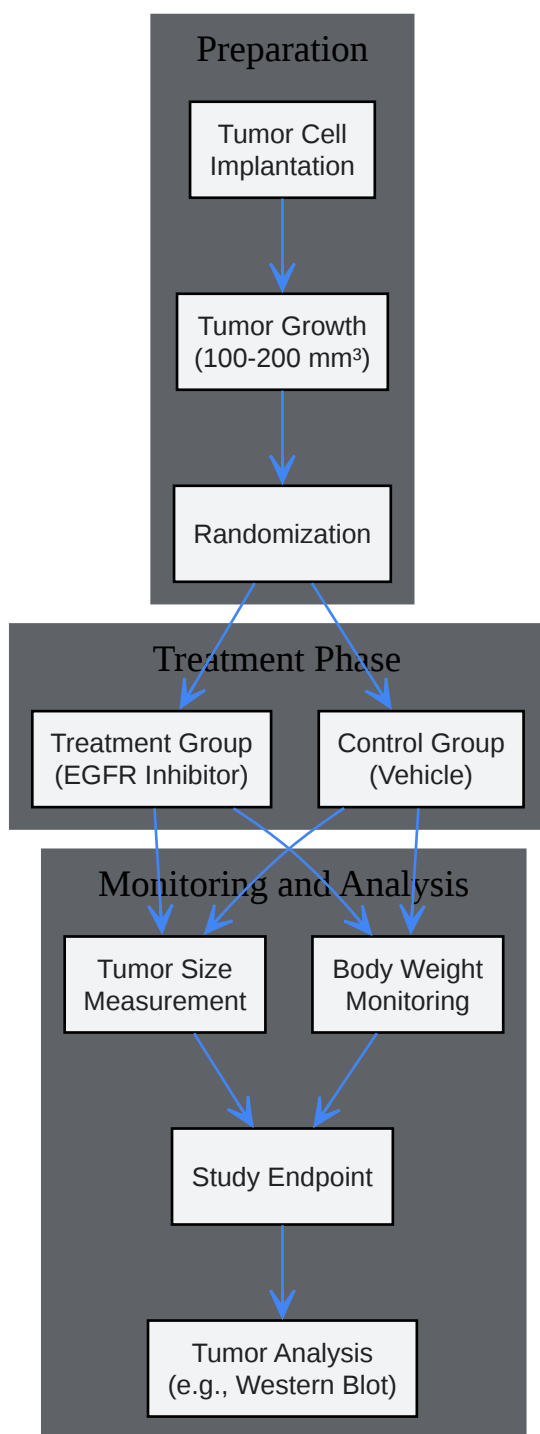 Preparation
Tumor Cell
Implantation
Tumor Growth
(100-200 mm³)
Randomization
Treatment Phase
Treatment Group
(EGFR Inhibitor)
Control Group
(Vehicle)
Monitoring and Analysis
Tumor Size
Measurement
Body Weight
Monitoring
Study Endpoint
Tumor Analysis
(e.g., Western Blot)